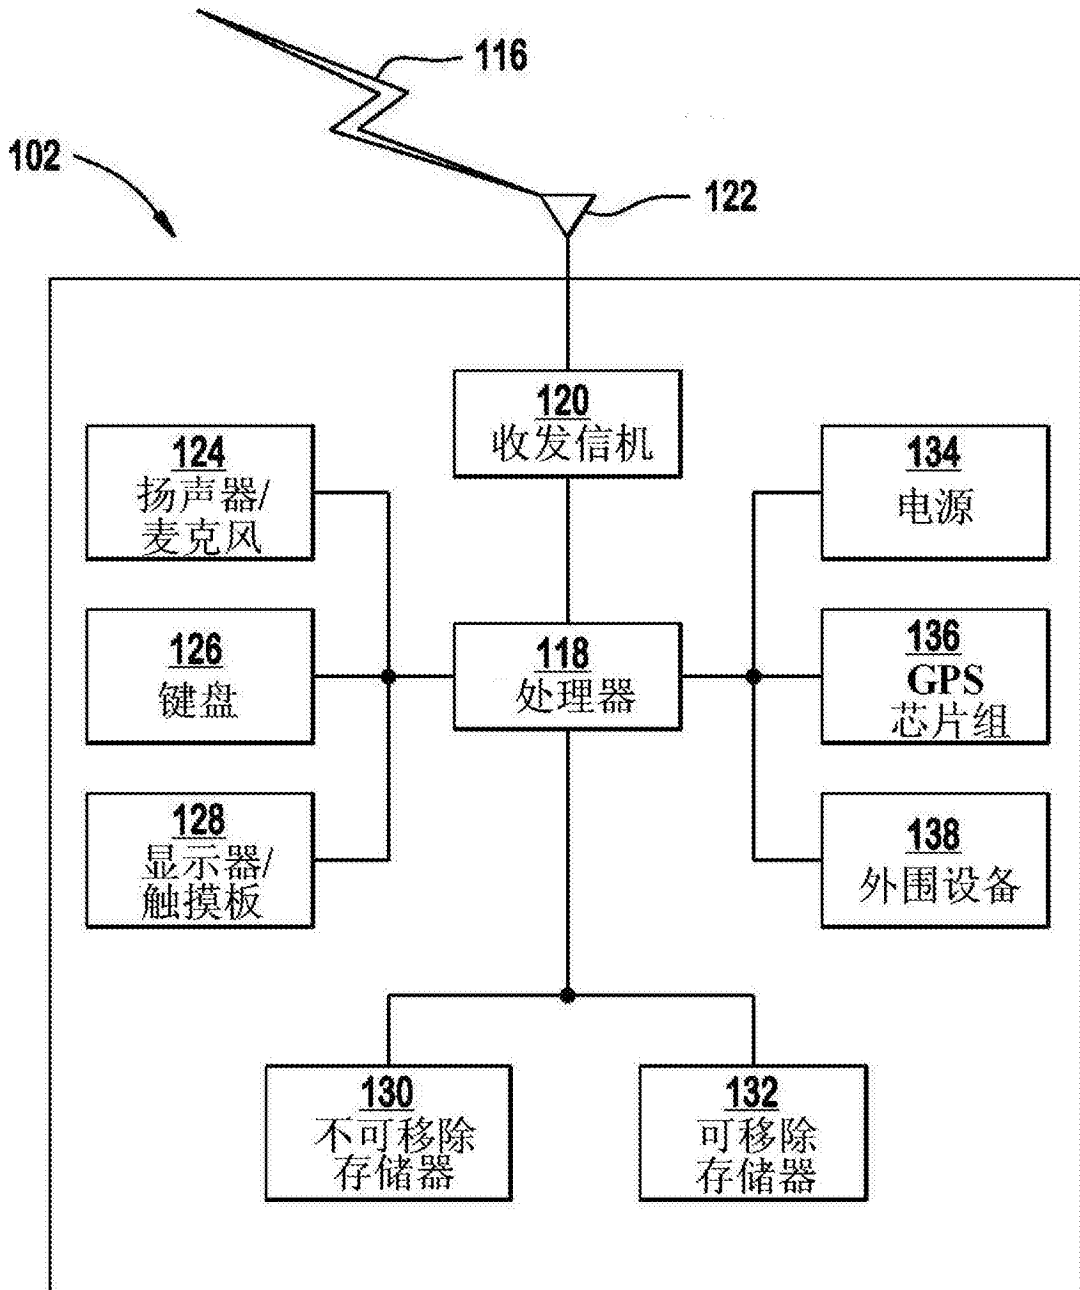 116
102
122
120
收发信机
124
扬声器/
麦克风
134
电源
126
键盘
118
处理器
136
GPS
芯片组
128
显示器/
触摸板
138
外围设备
130
不可移除
存储器
132
可移除
存储器